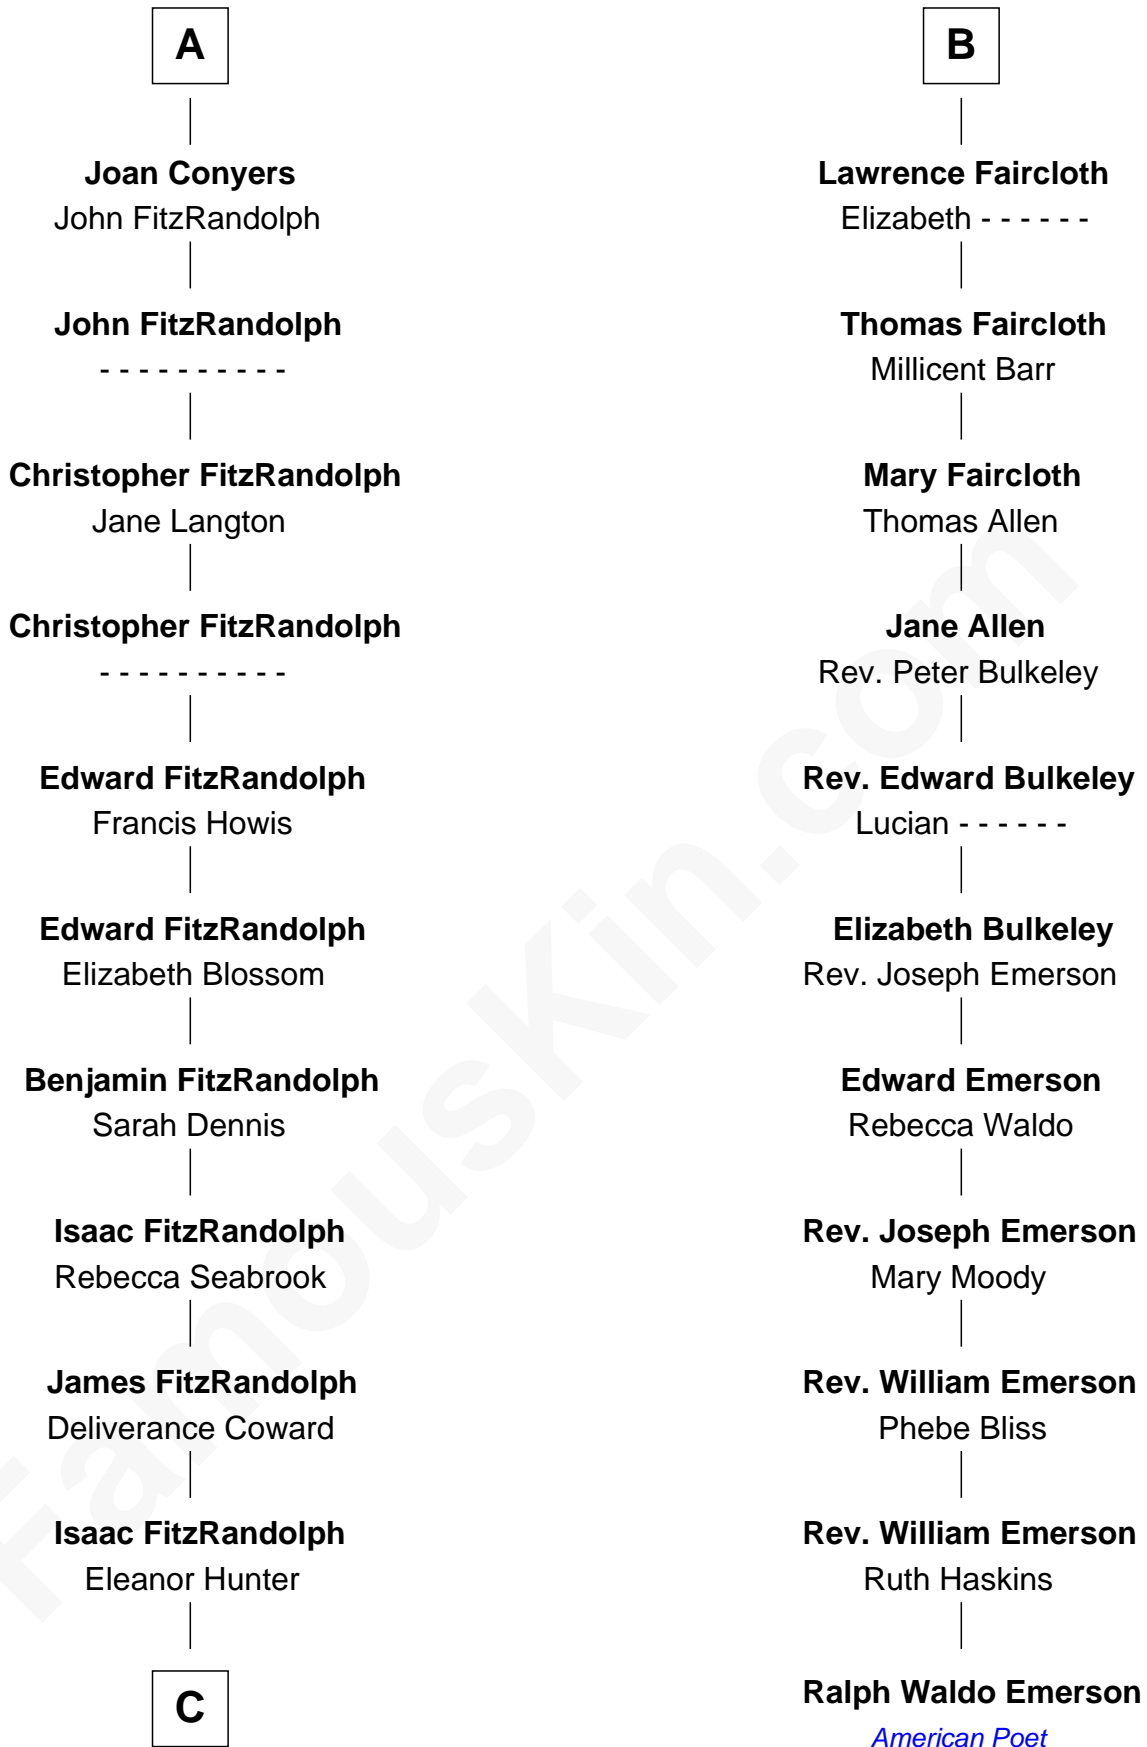 A
Joan Conyers
John FitzRandolph
John FitzRandolph
- - - - - - - - - -
Christopher FitzRandolph
Jane Langton
Christopher FitzRandolph
- - - - - - - - - -
Edward FitzRandolph
Francis Howis
Edward FitzRandolph
Elizabeth Blossom
Benjamin FitzRandolph
Sarah Dennis
Isaac FitzRandolph
Rebecca Seabrook
James FitzRandolph
Deliverance Coward
Isaac FitzRandolph
Eleanor Hunter
C
B
Lawrence Faircloth
Elizabeth - - - - - -
Thomas Faircloth
Millicent Barr
Mary Faircloth
Thomas Allen
Jane Allen
Rev. Peter Bulkeley
Rev. Edward Bulkeley
Lucian - - - - - -
Elizabeth Bulkeley
Rev. Joseph Emerson
Edward Emerson
Rebecca Waldo
Rev. Joseph Emerson
Mary Moody
Rev. William Emerson
Phebe Bliss
Rev. William Emerson
Ruth Haskins
Ralph Waldo Emerson
American Poet
FamousKin.com